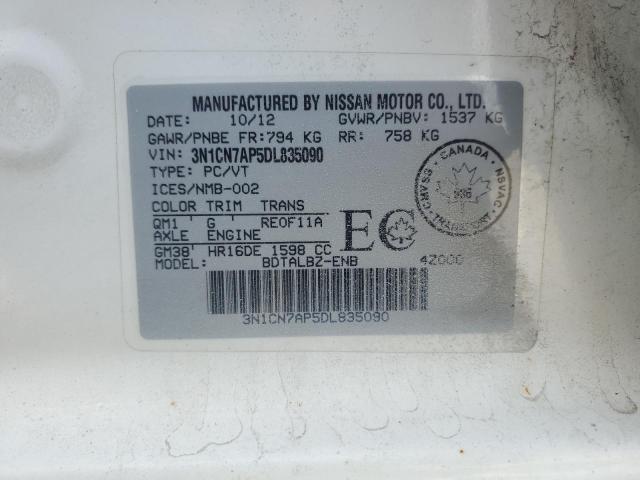 MANUFACTURED BY NISSAN MOTOR CO., LTD.
DATE: 10/12 GVWR/PNBV: 1537 KG
GAWR/PNBE FR: 794 KG RR: 758 KG
VIN: 3N1CN7AP5DL835090
TYPE: PC/VT
ICES/NMB-002
COLOR TRIM TRANS
QM1 ' G ' REOF11A
AXLE ENGINE
GM38 ' HR16DE 1598 CC
MODEL: BDTALBZ-ENB 4Z000
EC
CANADA
CMVSS NSVAC
TRANSPORT
3N1CN7AP5DL835090